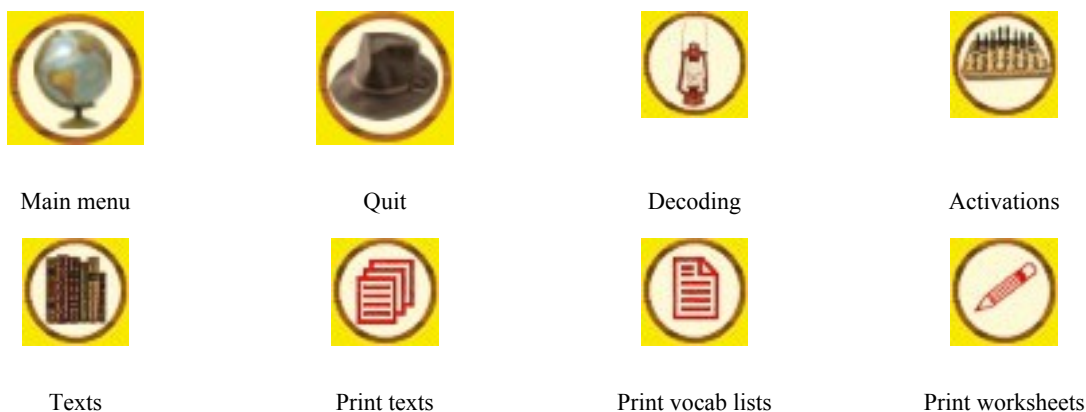 Main menu Quit Decoding Activations
Texts Print texts Print vocab lists Print worksheets